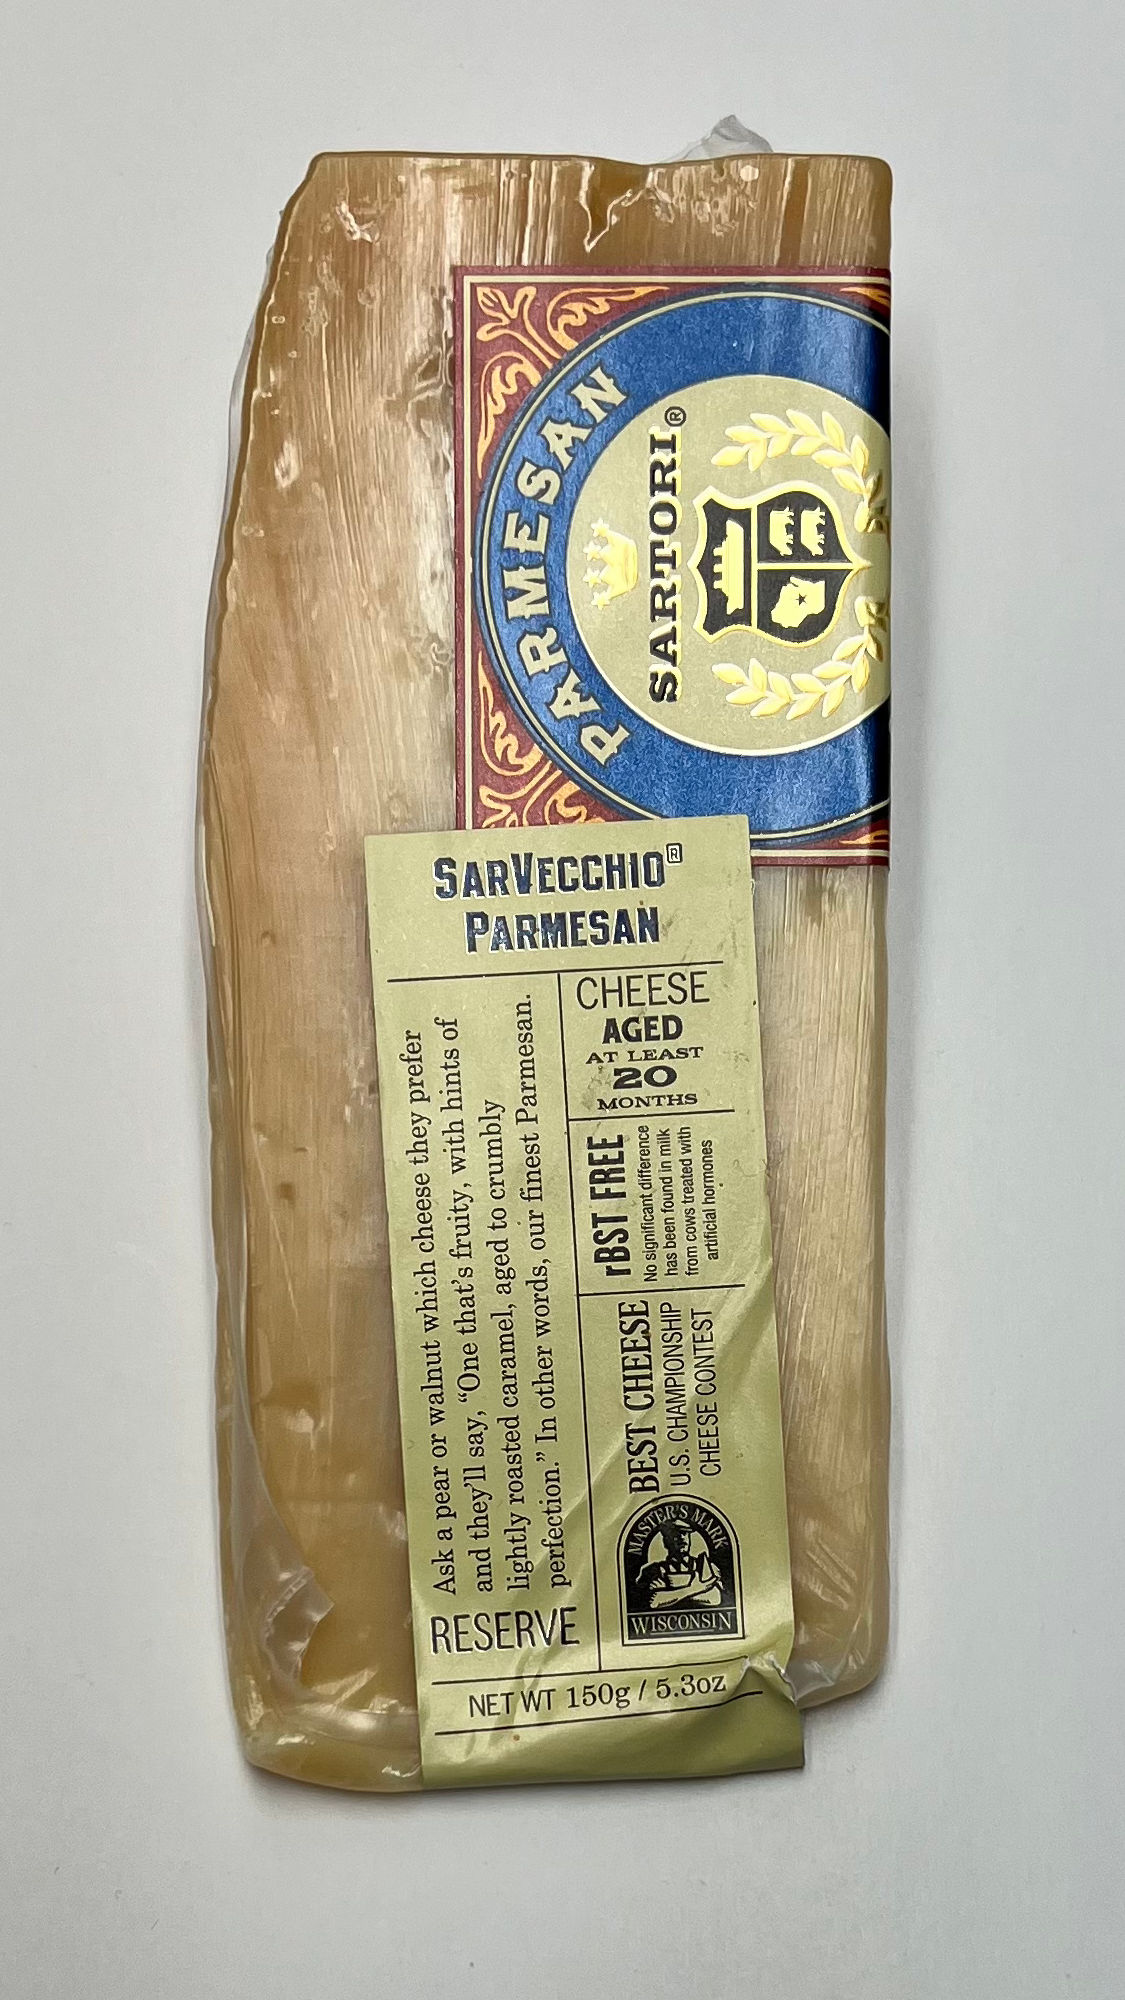 PARMESAN
SARTORI®
SARVECCHIO®
PARMESAN
CHEESE
AGED
AT LEAST
20
MONTHS
Ask a pear or walnut which cheese they prefer
and they'll say, “One that's fruity, with hints of
lightly roasted caramel, aged to crumbly
perfection.” In other words, our finest Parmesan.
rBST FREE
No significant difference
has been found in milk
from cows treated with
artificial hormones
BEST CHEESE
U.S. CHAMPIONSHIP
CHEESE CONTEST
MASTER'S MARK
WISCONSIN
RESERVE
NET WT 150g / 5.3oz